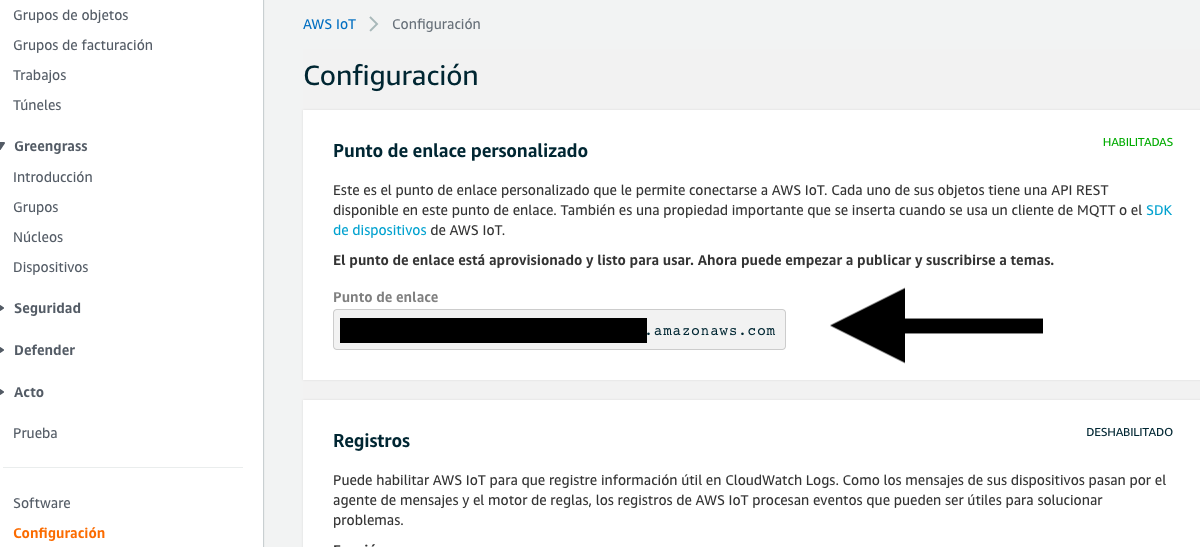 Grupos de objetos
Grupos de facturación
Trabajos
Túneles
Greengrass
Introducción
Grupos
Núcleos
Dispositivos
Seguridad
Defender
Acto
Prueba
Software
Configuración
AWS IoT > Configuración
Configuración
Punto de enlace personalizado
HABILITADAS
Este es el punto de enlace personalizado que le permite conectarse a AWS IoT. Cada uno de sus objetos tiene una API REST
disponible en este punto de enlace. También es una propiedad importante que se inserta cuando se usa un cliente de MQTT o el SDK
de dispositivos de AWS IoT.
El punto de enlace está aprovisionado y listo para usar. Ahora puede empezar a publicar y suscribirse a temas.
Punto de enlace
.amazonaws.com
Registros
DESHABILITADO
Puede habilitar AWS IoT para que registre información útil en CloudWatch Logs. Como los mensajes de sus dispositivos pasan por el
agente de mensajes y el motor de reglas, los registros de AWS IoT procesan eventos que pueden ser útiles para solucionar
problemas.